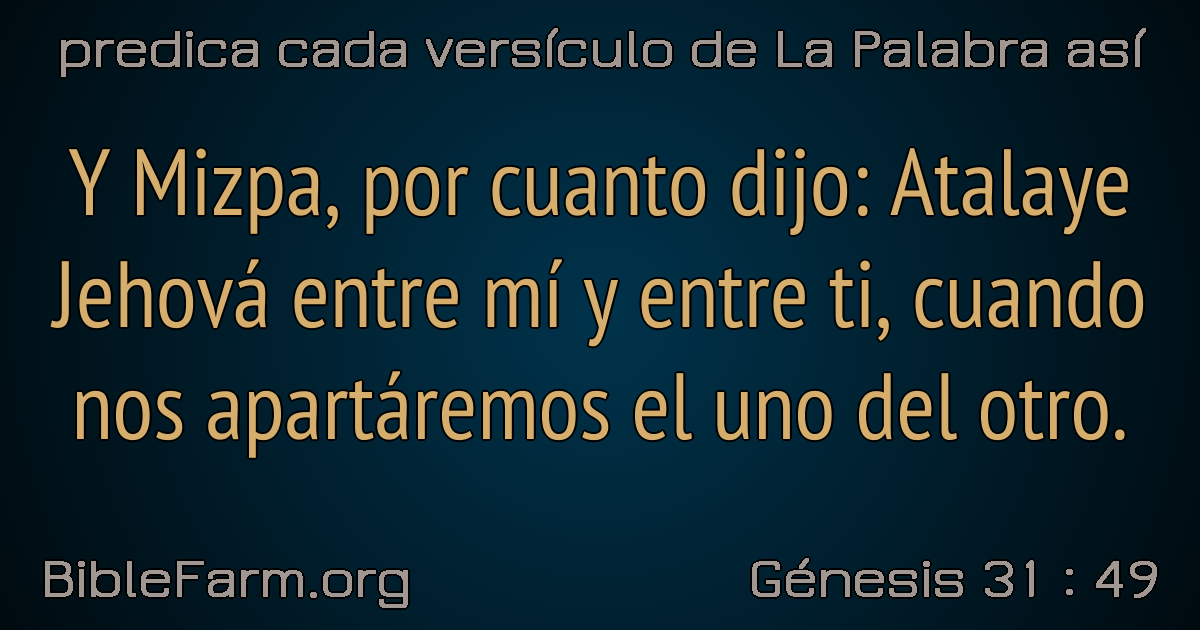 predica cada versículo de La Palabra así
Y Mizpa, por cuanto dijo: Atalaye
Jehová entre mí y entre ti, cuando
nos apartáremos el uno del otro.
BibleFarm.org
Génesis 31 : 49